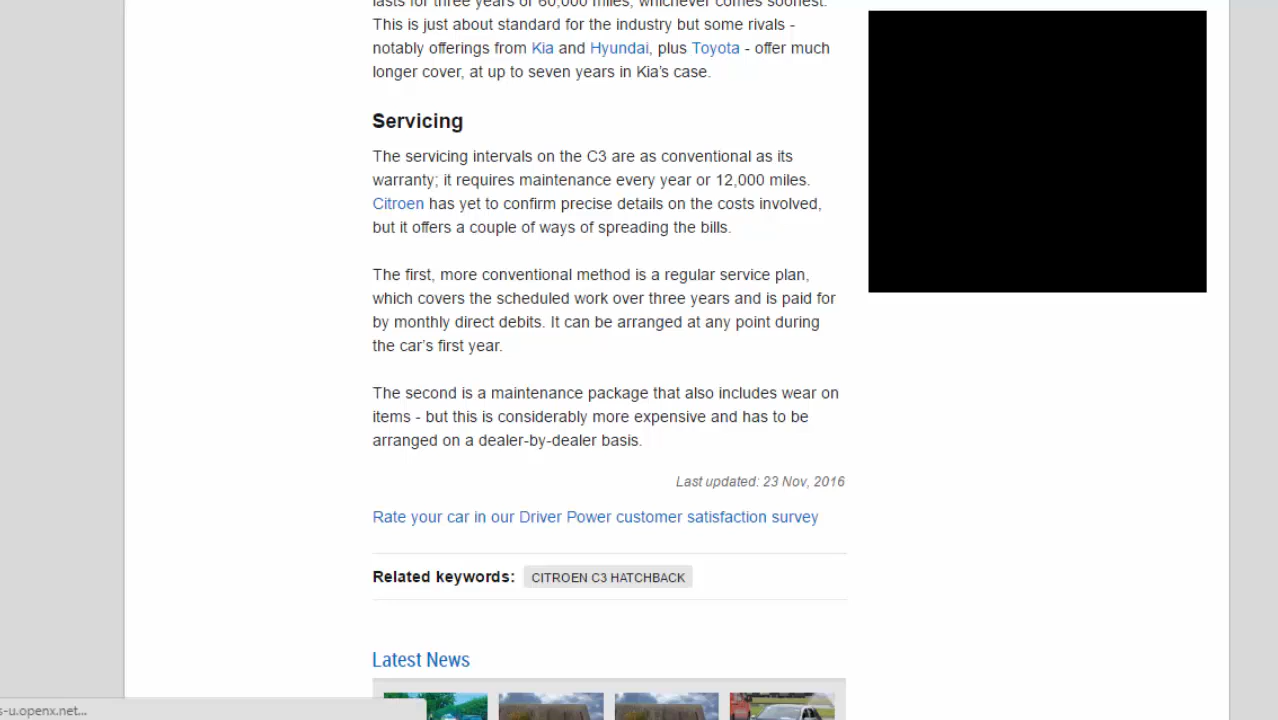 lasts for three years or 60,000 miles, whichever comes soonest.
This is just about standard for the industry but some rivals -
notably offerings from Kia and Hyundai, plus Toyota - offer much
longer cover, at up to seven years in Kia's case.
Servicing
The servicing intervals on the C3 are as conventional as its
warranty; it requires maintenance every year or 12,000 miles.
Citroen has yet to confirm precise details on the costs involved,
but it offers a couple of ways of spreading the bills.
The first, more conventional method is a regular service plan,
which covers the scheduled work over three years and is paid for
by monthly direct debits. It can be arranged at any point during
the car's first year.
The second is a maintenance package that also includes wear on
items - but this is considerably more expensive and has to be
arranged on a dealer-by-dealer basis.
Last updated: 23 Nov, 2016
Rate your car in our Driver Power customer satisfaction survey
Related keywords: CITROEN C3 HATCHBACK
Latest News
s-u.openx.net...